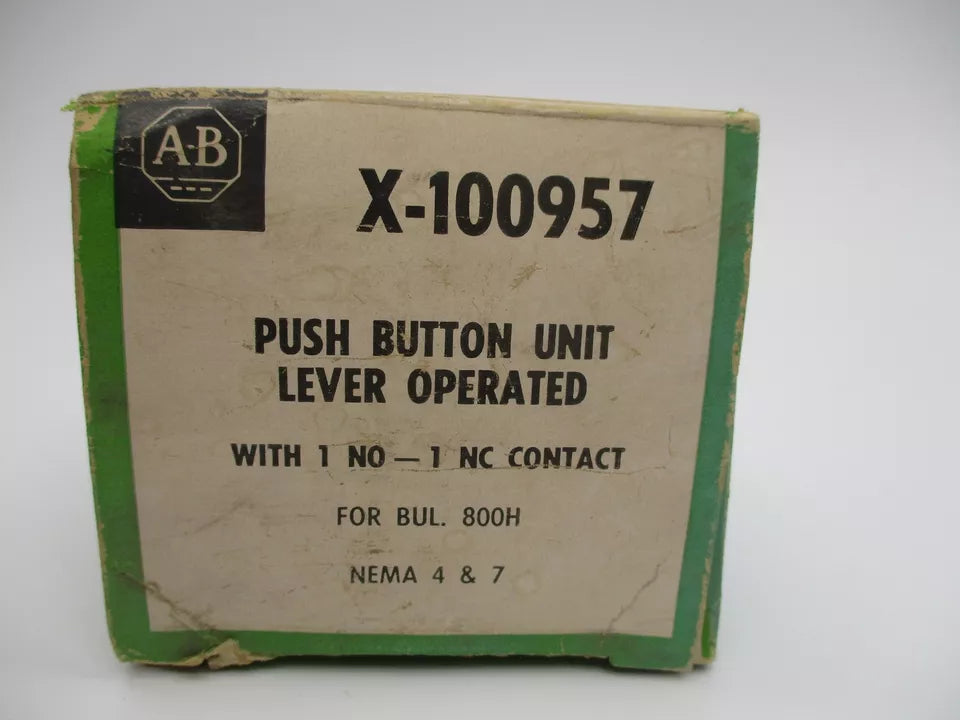 A-B
X-100957
PUSH BUTTON UNIT
LEVER OPERATED
WITH 1 NO — 1 NC CONTACT
FOR BUL. 800H
NEMA 4 & 7